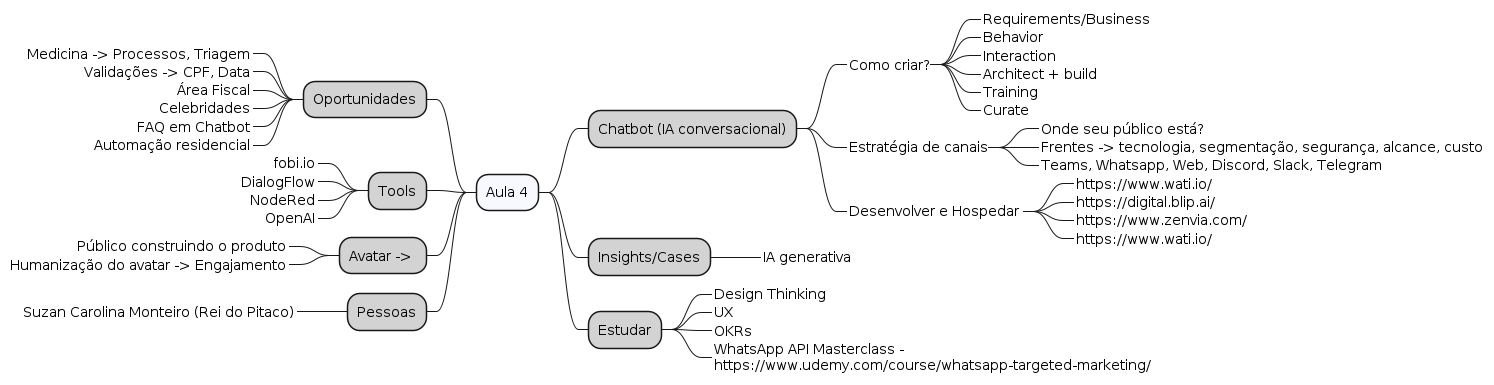 Aula 4
Chatbot (IA conversacional)
Como criar?
Requirements/Business
Behavior
Interaction
Architect + build
Training
Curate
Estratégia de canais
Onde seu público está?
Frentes -> tecnologia, segmentação, segurança, alcance, custo
Teams, Whatsapp, Web, Discord, Slack, Telegram
Desenvolver e Hospedar
https://www.wati.io/
https://digital.blip.ai/
https://www.zenvia.com/
https://www.wati.io/
Insights/Cases
IA generativa
Estudar
Design Thinking
UX
OKRs
WhatsApp API Masterclass -
https://www.udemy.com/course/whatsapp-targeted-marketing/
Oportunidades
Medicina -> Processos, Triagem
Validações -> CPF, Data
Área Fiscal
Celebridades
FAQ em Chatbot
Automação residencial
Tools
fobi.io
DialogFlow
NodeRed
OpenAI
Avatar ->
Público construindo o produto
Humanização do avatar -> Engajamento
Pessoas
Suzan Carolina Monteiro (Rei do Pitaco)